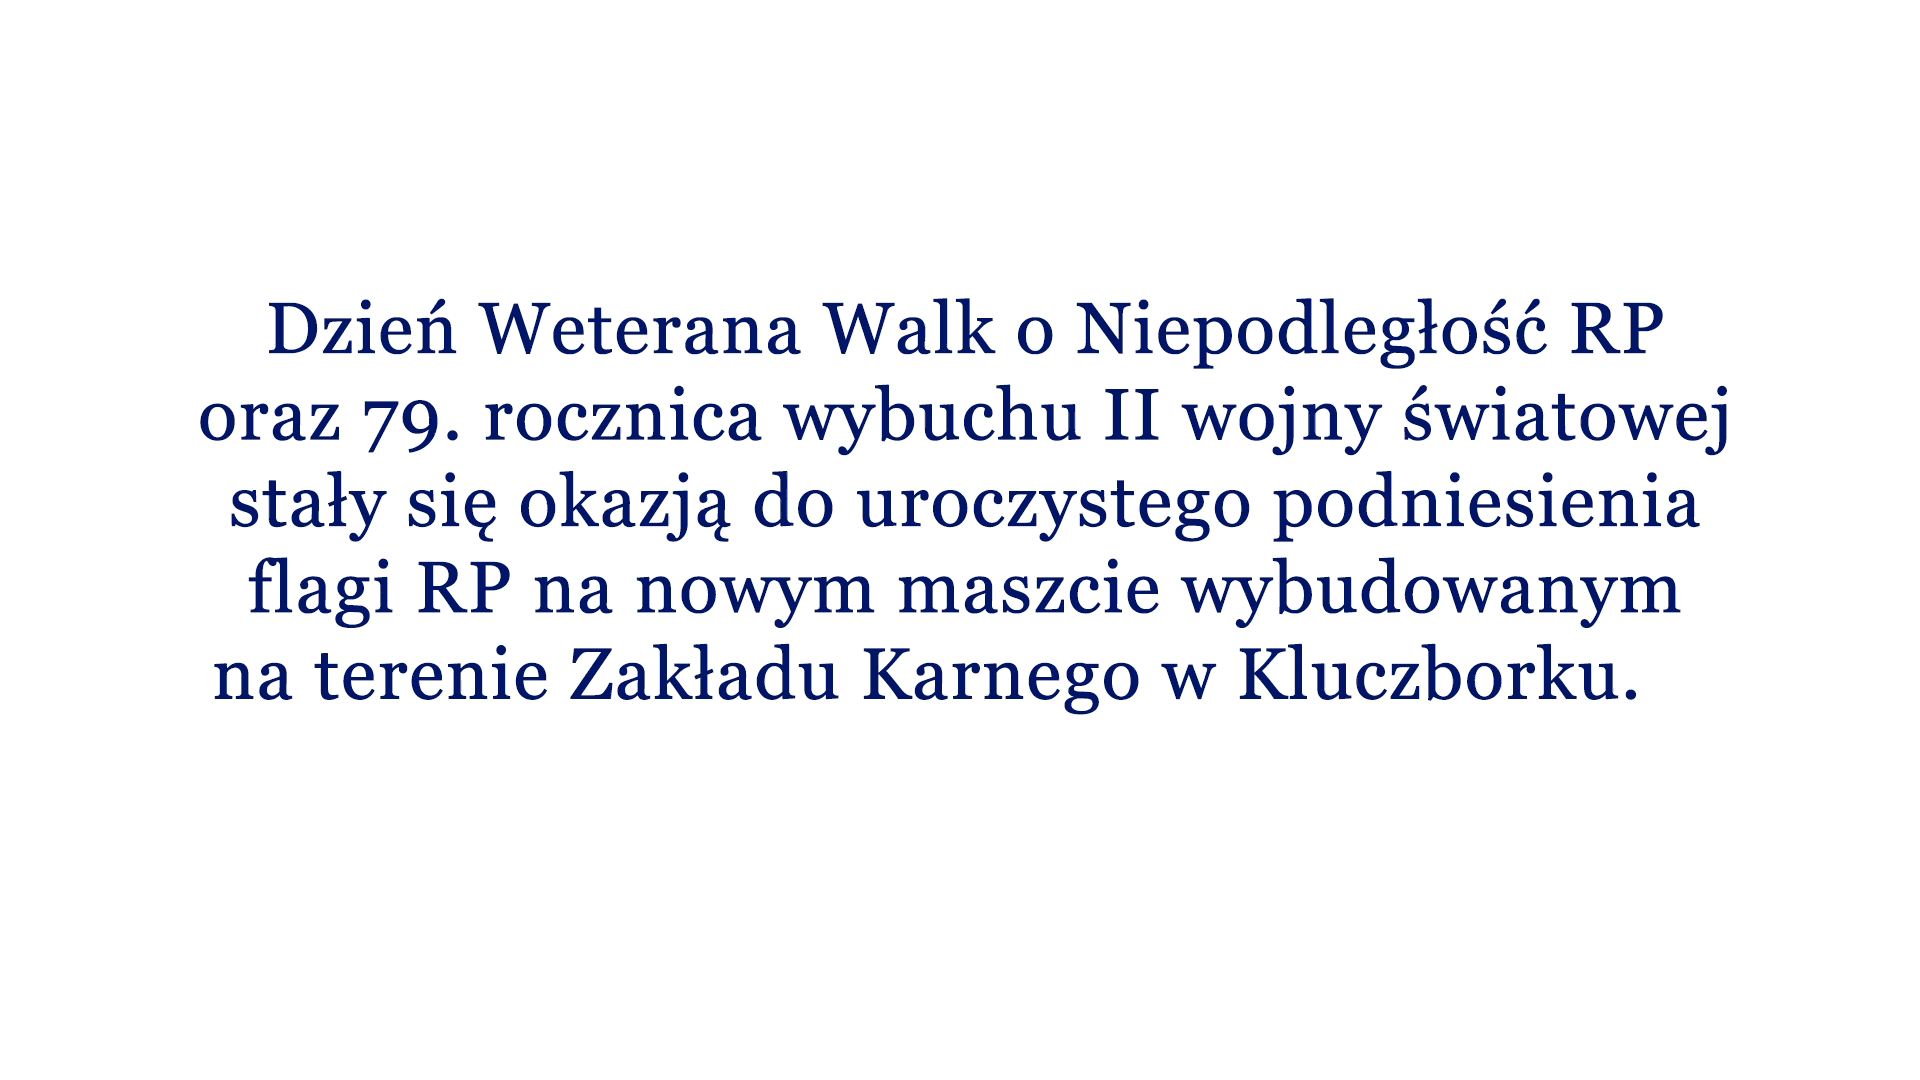 Dzień Weterana Walk o Niepodległość RP
oraz 79. rocznica wybuchu II wojny światowej
stały się okazją do uroczystego podniesienia
flagi RP na nowym maszcie wybudowanym
na terenie Zakładu Karnego w Kluczborku.